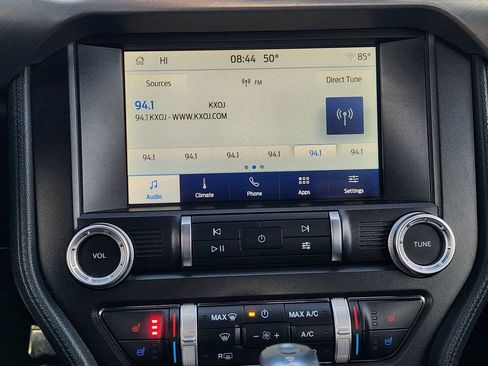 HI 08:44 50° 85°
Sources FM Direct Tune
94.1 KXOJ
94.1 KXOJ - WWW.KXOJ.COM
94.1 94.1 94.1 94.1 94.1 94.1
Audio Climate Phone Apps Settings
VOL TUNE
MAX MAX A/C
A/C
R